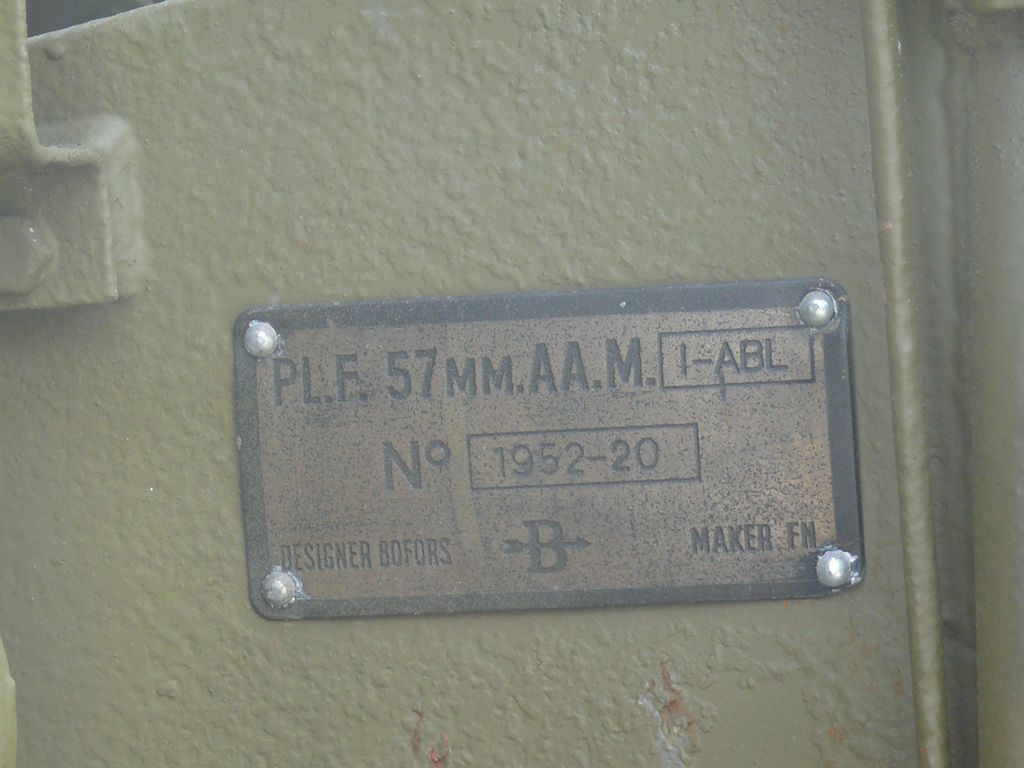 PL.F. 57MM.AA.M. I-ABL
Nº 1952-20
DESIGNER BOFORS B MAKER FN